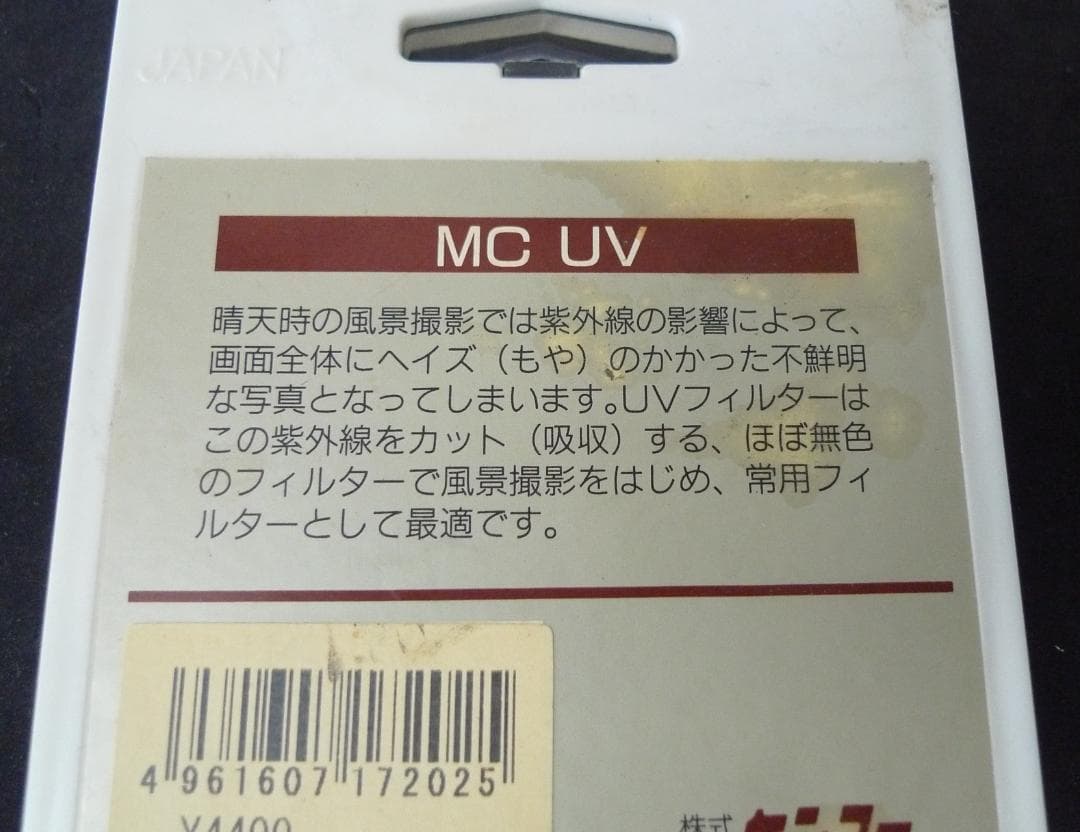 JAPAN
MC UV
晴天時の風景撮影では紫外線の影響によって、
画面全体にヘイズ（もや）のかかった不鮮明
な写真となってしまいます。UVフィルターは
この紫外線をカット（吸収）する、ほぼ無色
のフィルターで風景撮影をはじめ、常用フィ
ルターとして最適です。
4 961607 172025
¥4400
株式 ケンコー